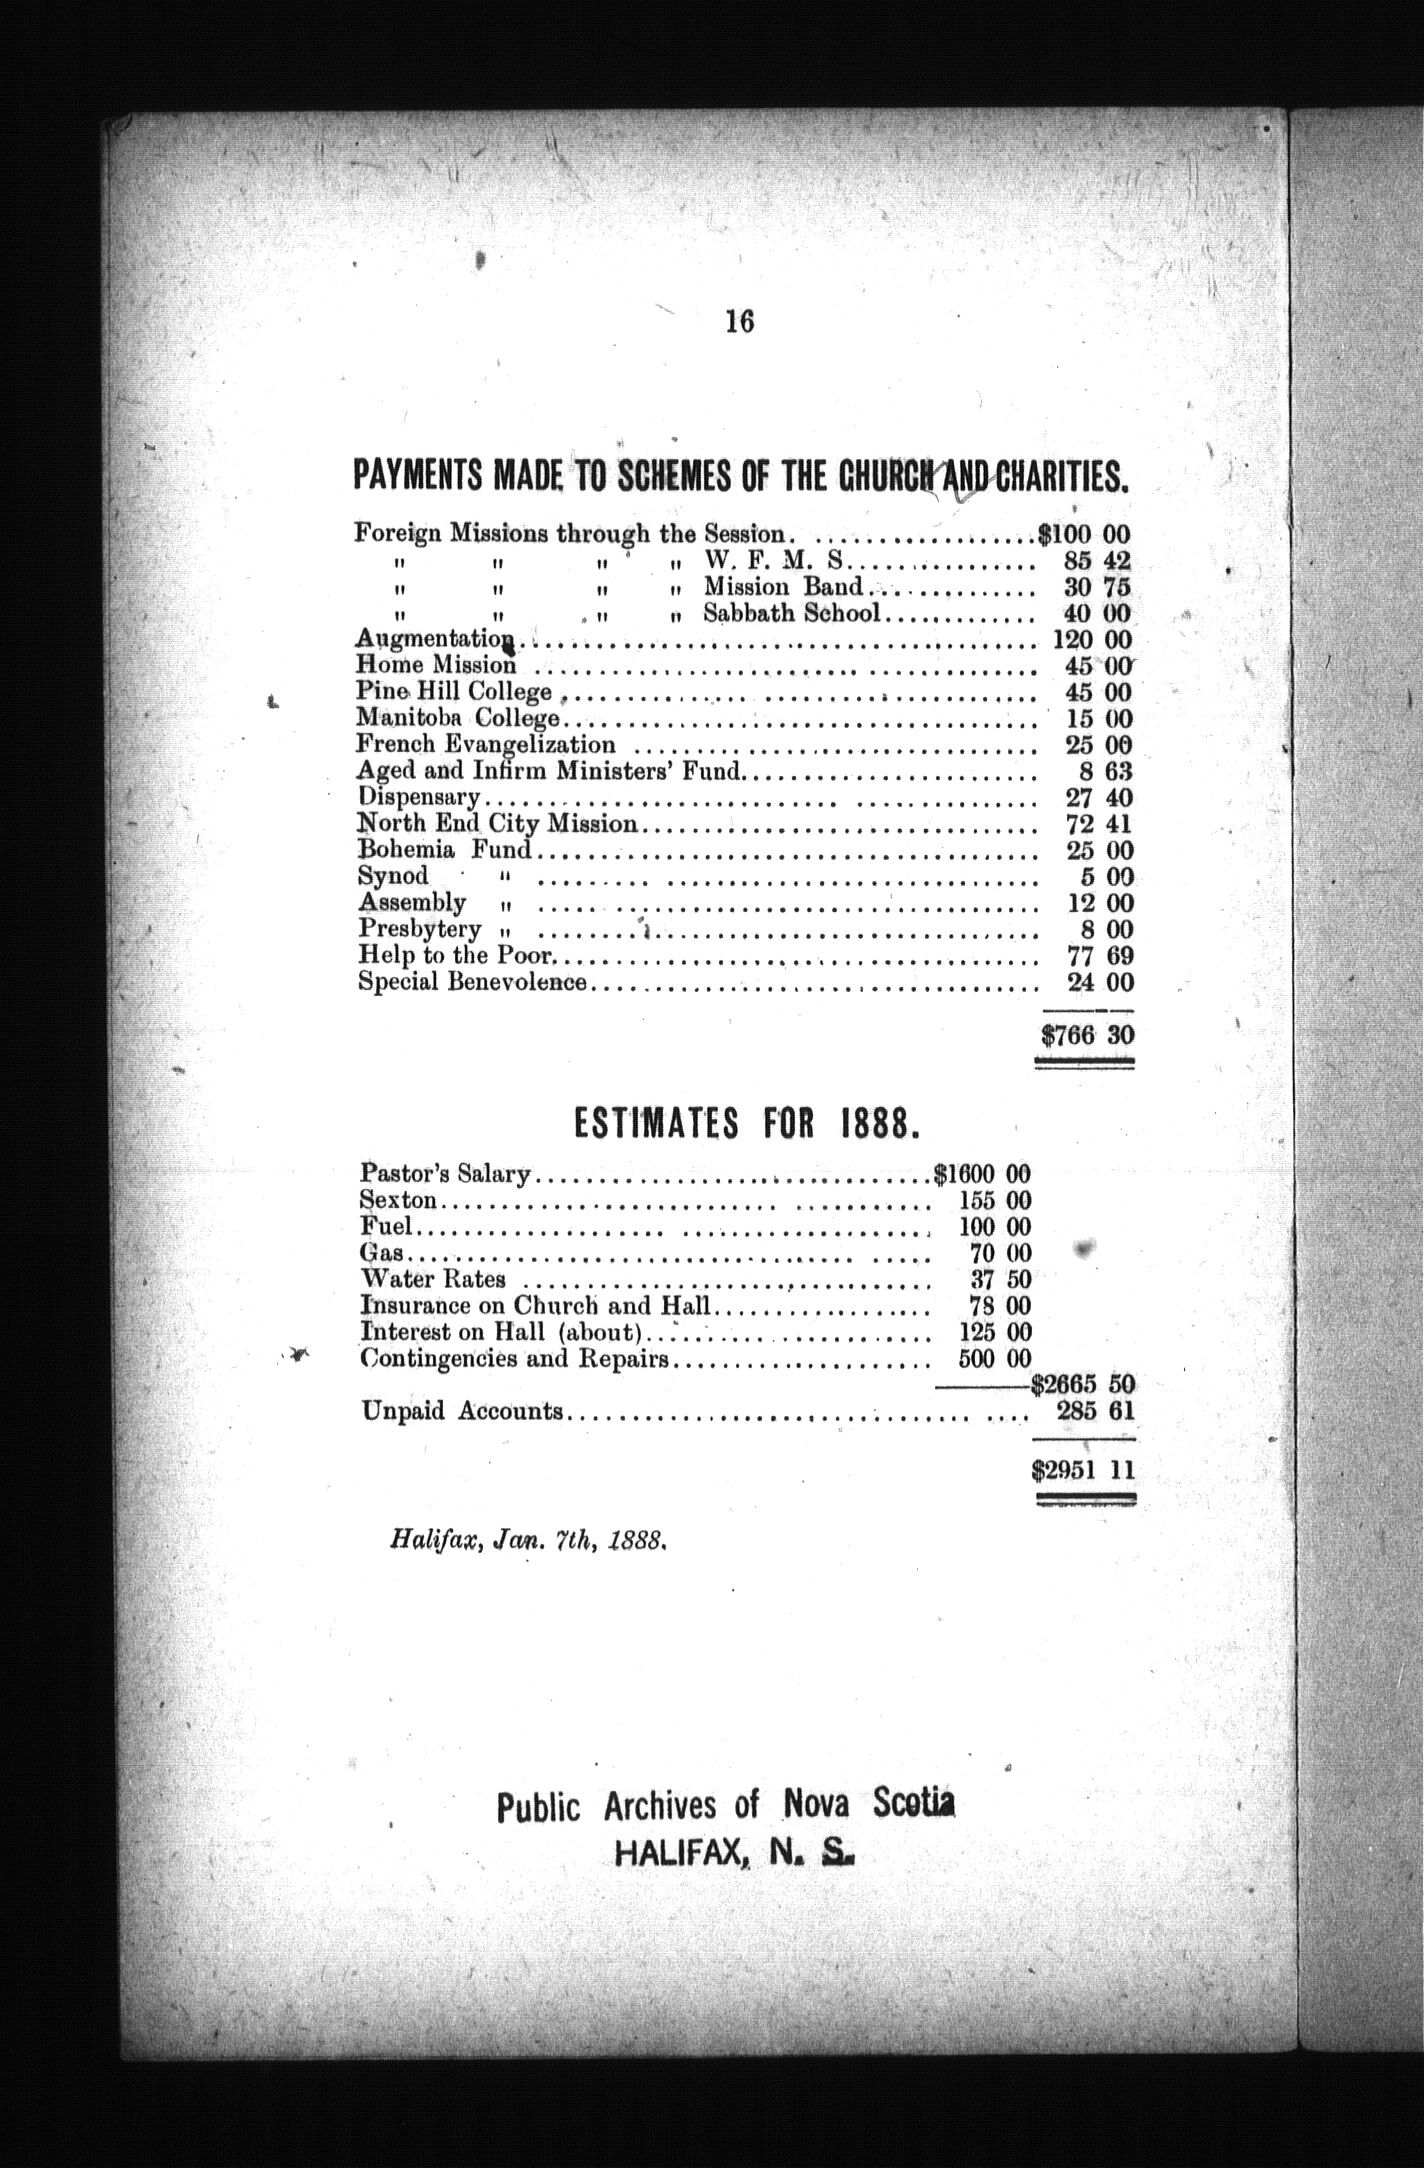 16
PAYMENTS MADE TO SCHEMES OF THE CHURCH AND CHARITIES.
Foreign Missions through the Session. ...................$100 00
" " " " W. F. M. S............... 85 42
" " " " Mission Band.............. 30 75
" " " " Sabbath School............. 40 00
Augmentation........................................ 120 00
Home Mission ....................................... 45 00
Pine Hill College ..................................... 45 00
Manitoba College..................................... 15 00
French Evangelization ................................ 25 00
Aged and Infirm Ministers' Fund........................ 8 63
Dispensary........................................... 27 40
North End City Mission............................... 72 41
Bohemia Fund....................................... 25 00
Synod " ....................................... 5 00
Assembly " ....................................... 12 00
Presbytery " ....................................... 8 00
Help to the Poor...................................... 77 69
Special Benevolence................................... 24 00
$766 30
ESTIMATES FOR 1888.
Pastor's Salary...............................$1600 00
Sexton...................................... 155 00
Fuel........................................ 100 00
Gas......................................... 70 00
Water Rates ................................ 37 50
Insurance on Church and Hall................. 78 00
Interest on Hall (about)....................... 125 00
Contingencies and Repairs..................... 500 00
$2665 50
Unpaid Accounts.................................... 285 61
$2951 11
Halifax, Jan. 7th, 1888.
Public Archives of Nova Scotia
HALIFAX, N. S.